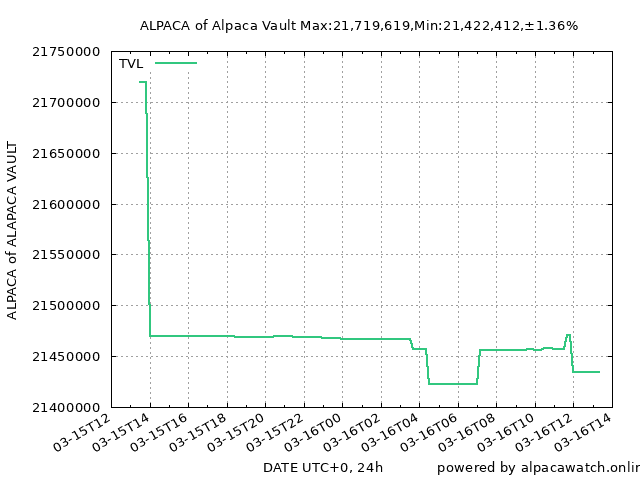 ALPACA of Alpaca Vault Max:21,719,619,Min:21,422,412,±1.36%
TVL
ALPACA of ALAPACA VAULT
21750000
21700000
21650000
21600000
21550000
21500000
21450000
21400000
03-15T12
03-15T14
03-15T16
03-15T18
03-15T20
03-15T22
03-16T00
03-16T02
03-16T04
03-16T06
03-16T08
03-16T10
03-16T12
03-16T14
DATE UTC+0, 24h
powered by alpacawatch.onlin